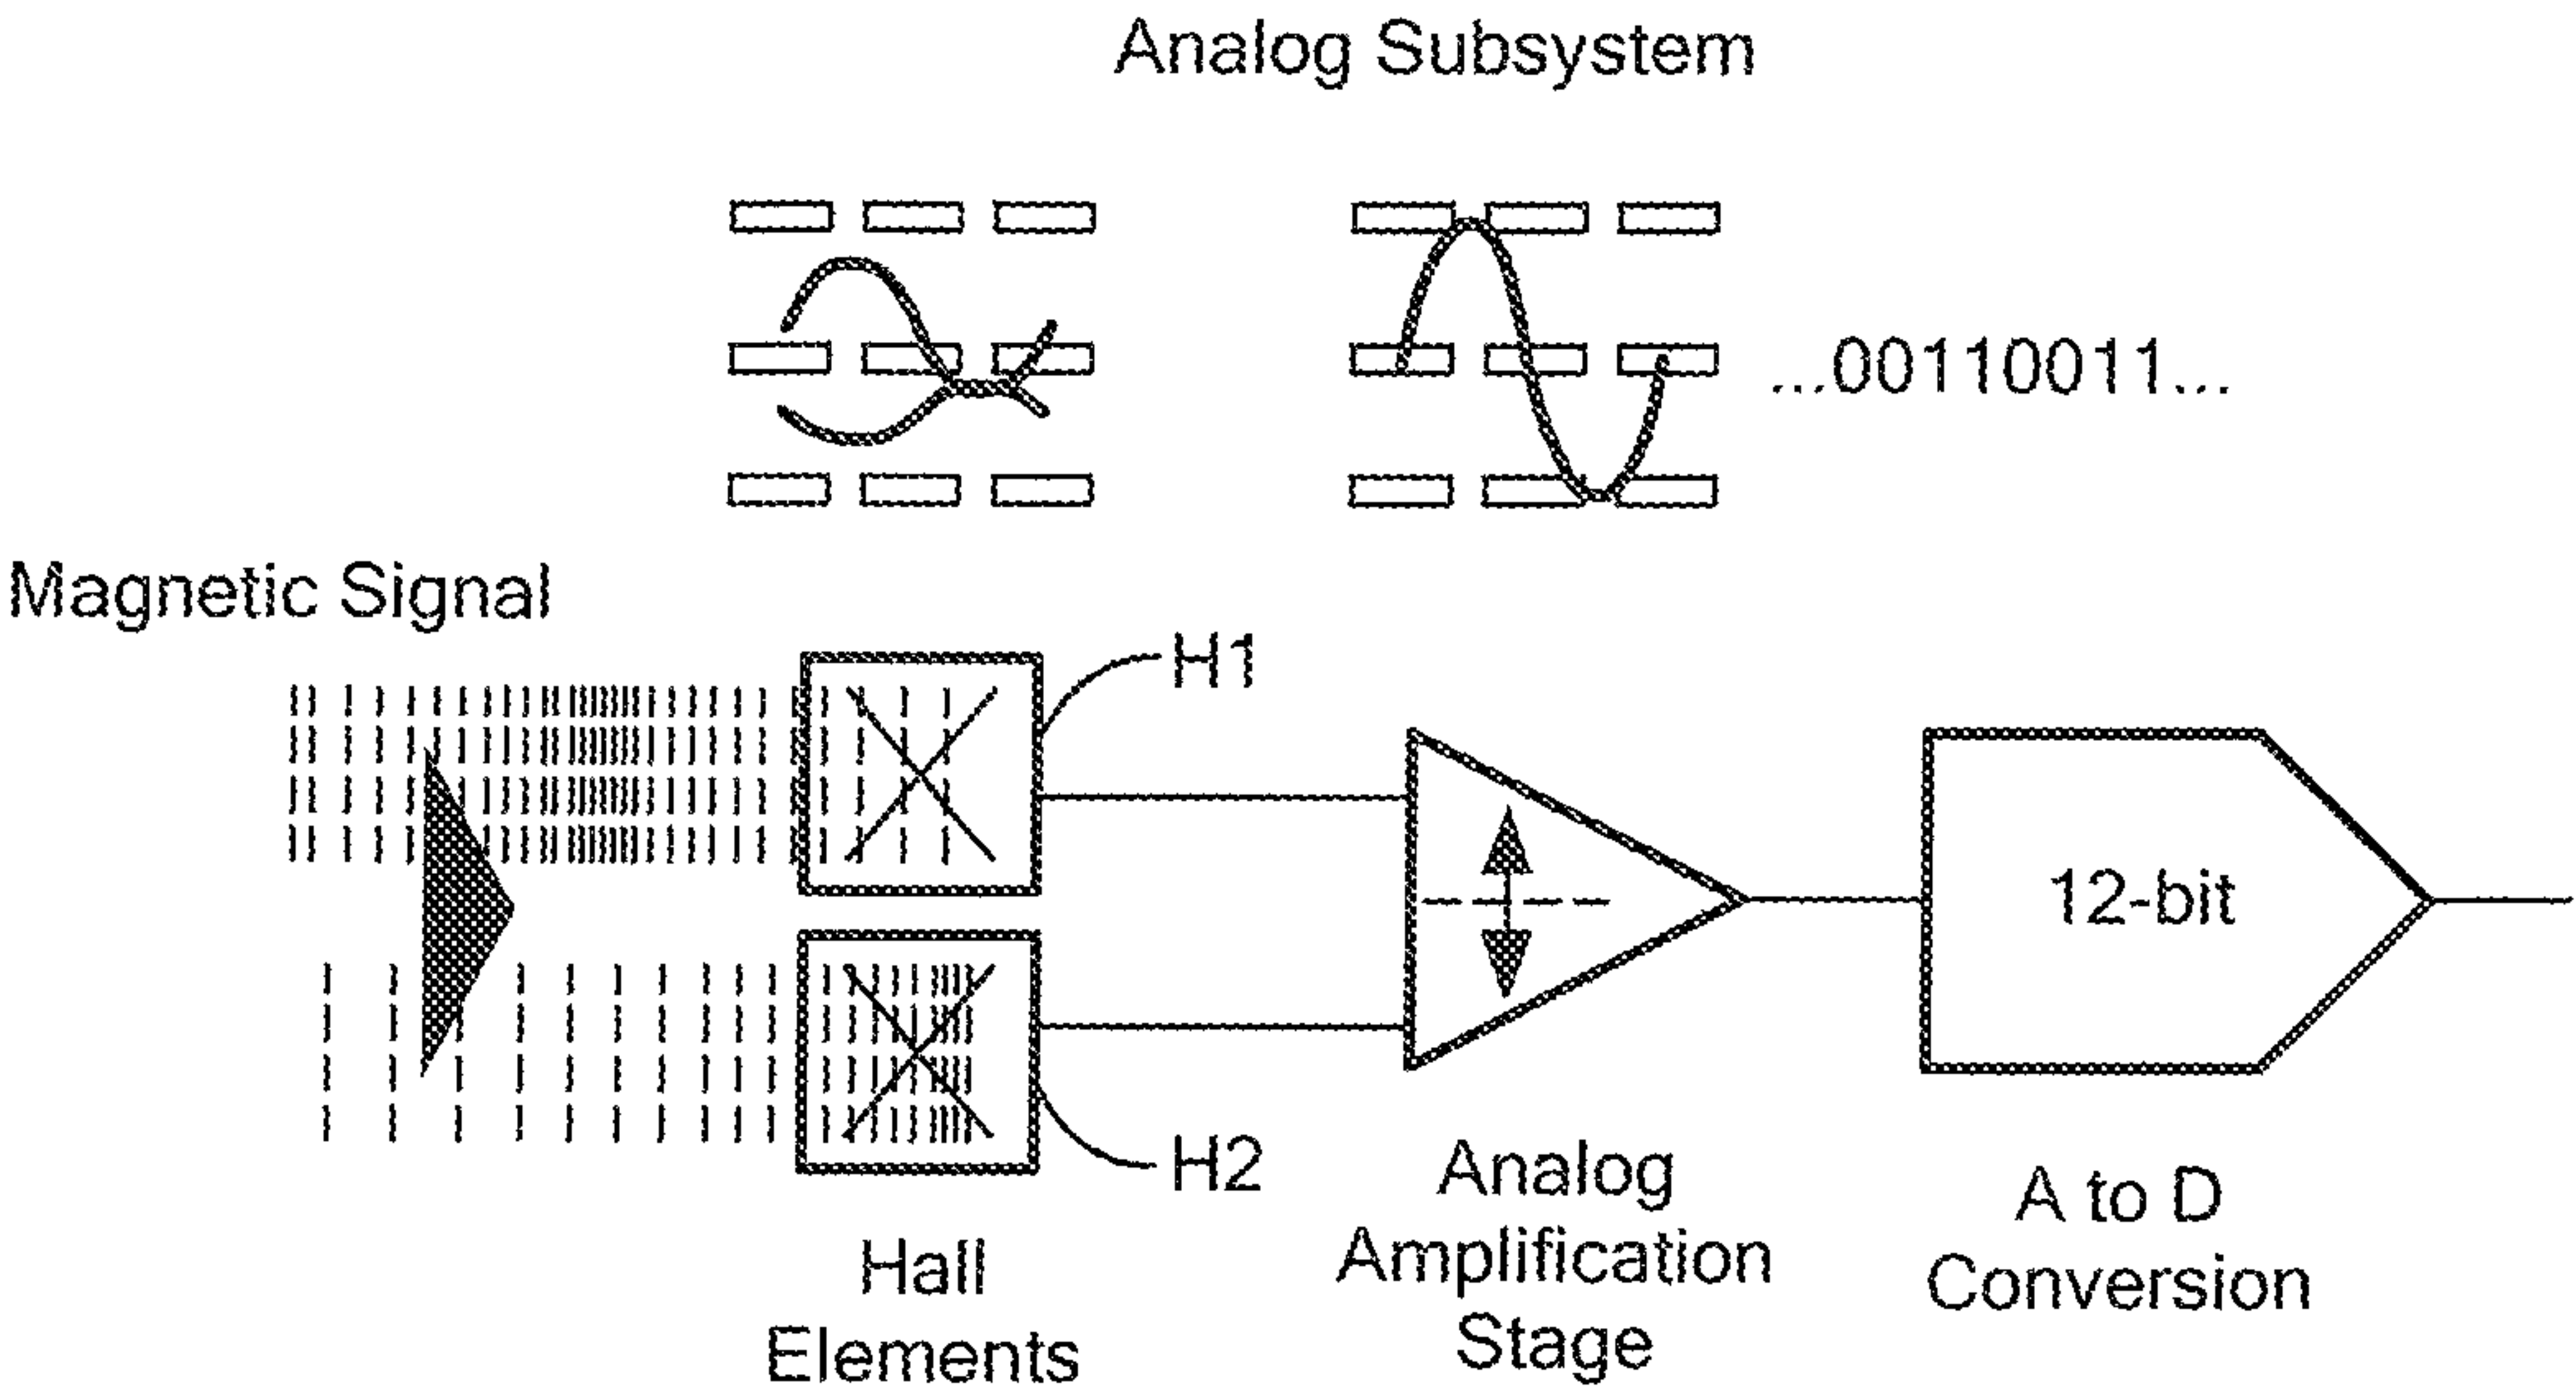 Analog Subsystem
...00110011...
Magnetic Signal
H1
12-bit
H2
Hall
Elements
Analog
Amplification
Stage
A to D
Conversion